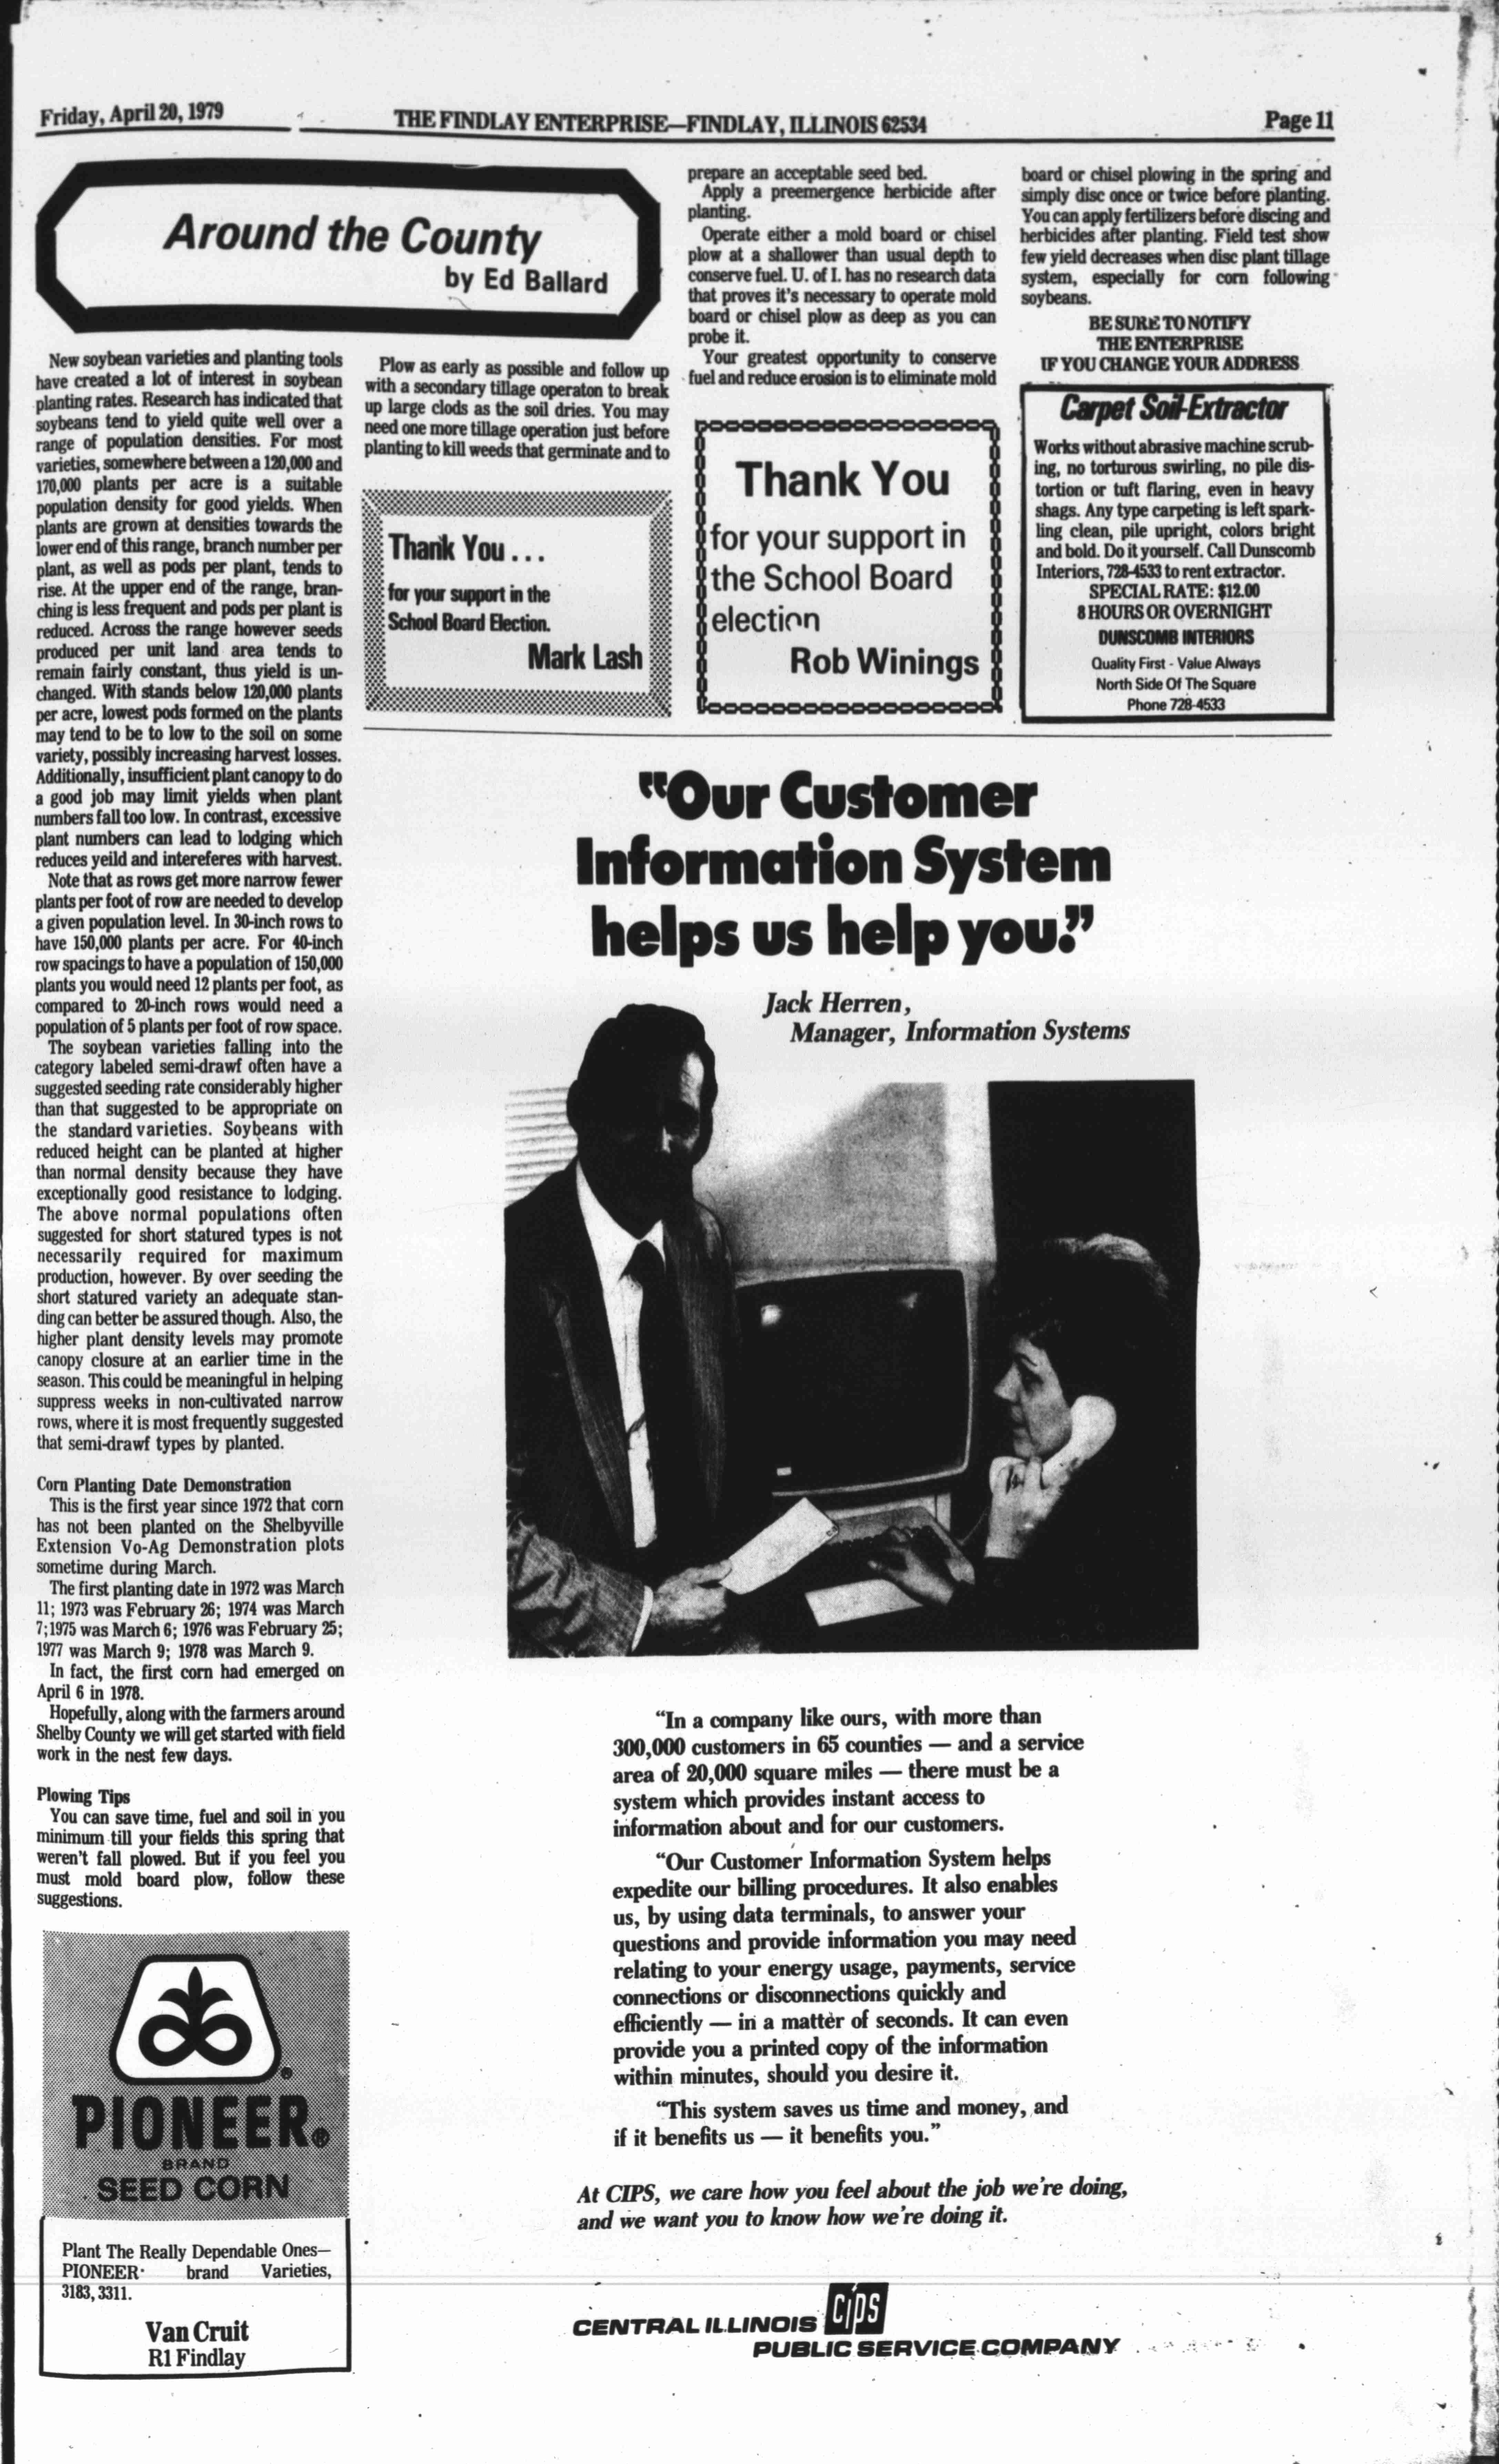 Friday, April 20, 1979
THE FINDLAY ENTERPRISE—FINDLAY, ILLINOIS 62534
Page 11
Around the County
by Ed Ballard
New soybean varieties and planting tools
have created a lot of interest in soybean
planting rates. Research has indicated that
soybeans tend to yield quite well over a
range of population densities. For most
varieties, somewhere between a 120,000 and
170,000 plants per acre is a suitable
population density for good yields. When
plants are grown at densities towards the
lower end of this range, branch number per
plant, as well as pods per plant, tends to
rise. At the upper end of the range, bran-
ching is less frequent and pods per plant is
reduced. Across the range however seeds
produced per unit land area tends to
remain fairly constant, thus yield is un-
changed. With stands below 120,000 plants
per acre, lowest pods formed on the plants
may tend to be to low to the soil on some
variety, possibly increasing harvest losses.
Additionally, insufficient plant canopy to do
a good job may limit yields when plant
numbers fall too low. In contrast, excessive
plant numbers can lead to lodging which
reduces yeild and intereferes with harvest.
Note that as rows get more narrow fewer
plants per foot of row are needed to develop
a given population level. In 30-inch rows to
have 150,000 plants per acre. For 40-inch
row spacings to have a population of 150,000
plants you would need 12 plants per foot, as
compared to 20-inch rows would need a
population of 5 plants per foot of row space.
The soybean varieties falling into the
category labeled semi-drawf often have a
suggested seeding rate considerably higher
than that suggested to be appropriate on
the standard varieties. Soybeans with
reduced height can be planted at higher
than normal density because they have
exceptionally good resistance to lodging.
The above normal populations often
suggested for short statured types is not
necessarily required for maximum
production, however. By over seeding the
short statured variety an adequate stan-
ding can better be assured though. Also, the
higher plant density levels may promote
canopy closure at an earlier time in the
season. This could be meaningful in helping
suppress weeks in non-cultivated narrow
rows, where it is most frequently suggested
that semi-drawf types by planted.
Corn Planting Date Demonstration
This is the first year since 1972 that corn
has not been planted on the Shelbyville
Extension Vo-Ag Demonstration plots
sometime during March.
The first planting date in 1972 was March
11; 1973 was February 26; 1974 was March
7;1975 was March 6; 1976 was February 25;
1977 was March 9; 1978 was March 9.
In fact, the first corn had emerged on
April 6 in 1978.
Hopefully, along with the farmers around
Shelby County we will get started with field
work in the nest few days.
Plowing Tips
You can save time, fuel and soil in you
minimum till your fields this spring that
weren't fall plowed. But if you feel you
must mold board plow, follow these
suggestions.
Plow as early as possible and follow up
with a secondary tillage operaton to break
up large clods as the soil dries. You may
need one more tillage operation just before
planting to kill weeds that germinate and to
prepare an acceptable seed bed.
Apply a preemergence herbicide after
planting.
Operate either a mold board or chisel
plow at a shallower than usual depth to
conserve fuel. U. of I. has no research data
that proves it's necessary to operate mold
board or chisel plow as deep as you can
probe it.
Your greatest opportunity to conserve
fuel and reduce erosion is to eliminate mold
board or chisel plowing in the spring and
simply disc once or twice before planting.
You can apply fertilizers before discing and
herbicides after planting. Field test show
few yield decreases when disc plant tillage
system, especially for corn following
soybeans.
BE SURE TO NOTIFY
THE ENTERPRISE
IF YOU CHANGE YOUR ADDRESS
Thank You . . .
for your support in the
School Board Election.
Mark Lash
Thank You
for your support in
the School Board
election
Rob Winings
Carpet Soil-Extractor
Works without abrasive machine scrub-
ing, no torturous swirling, no pile dis-
tortion or tuft flaring, even in heavy
shags. Any type carpeting is left spark-
ling clean, pile upright, colors bright
and bold. Do it yourself. Call Dunscomb
Interiors, 728-4533 to rent extractor.
SPECIAL RATE: $12.00
8 HOURS OR OVERNIGHT
DUNSCOMB INTERIORS
Quality First - Value Always
North Side Of The Square
Phone 728-4533
"Our Customer
Information System
helps us help you."
Jack Herren,
Manager, Information Systems
"In a company like ours, with more than
300,000 customers in 65 counties — and a service
area of 20,000 square miles — there must be a
system which provides instant access to
information about and for our customers.
"Our Customer Information System helps
expedite our billing procedures. It also enables
us, by using data terminals, to answer your
questions and provide information you may need
relating to your energy usage, payments, service
connections or disconnections quickly and
efficiently — in a matter of seconds. It can even
provide you a printed copy of the information
within minutes, should you desire it.
"This system saves us time and money, and
if it benefits us — it benefits you."
At CIPS, we care how you feel about the job we're doing,
and we want you to know how we're doing it.
CENTRAL ILLINOIS CIPS
PUBLIC SERVICE COMPANY
PIONEER®
BRAND
SEED CORN
Plant The Really Dependable Ones—
PIONEER· brand Varieties,
3183, 3311.
Van Cruit
R1 Findlay